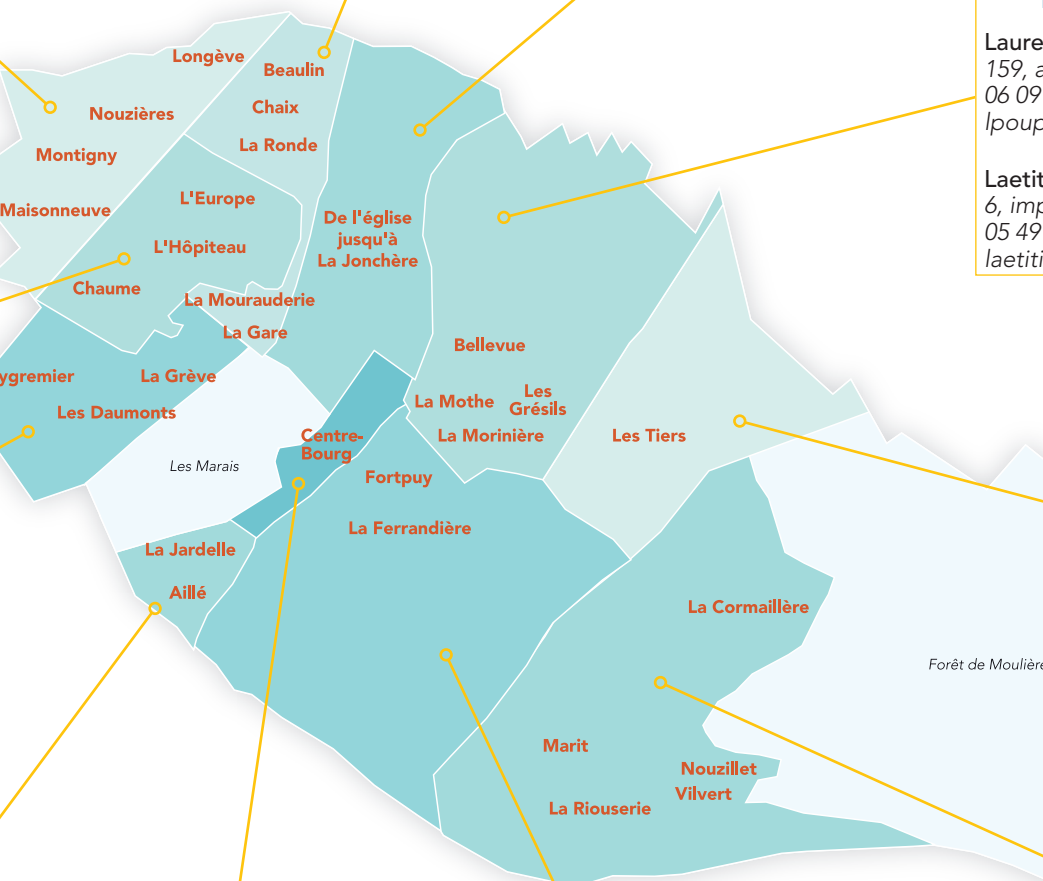 Longève
Beaulin
Nouzières
Chaix
Montigny
La Ronde
Maisonneuve
L'Europe
De l'église
jusqu'à
La Jonchère
L'Hôpiteau
Chaume
La Mourauderie
La Gare
ygremier
La Grève
Les Daumonts
Bellevue
La Mothe
Les
Grésils
La Morinière
Les Tiers
Centre-
Bourg
Les Marais
Fortpuy
La Ferrandière
La Jardelle
Aillé
La Cormaillère
Forêt de Moulière
Marit
Nouzillet
Vilvert
La Riouserie
Laure
159, a
06 09
lpoup
Laetit
6, imp
05 49
laetiti